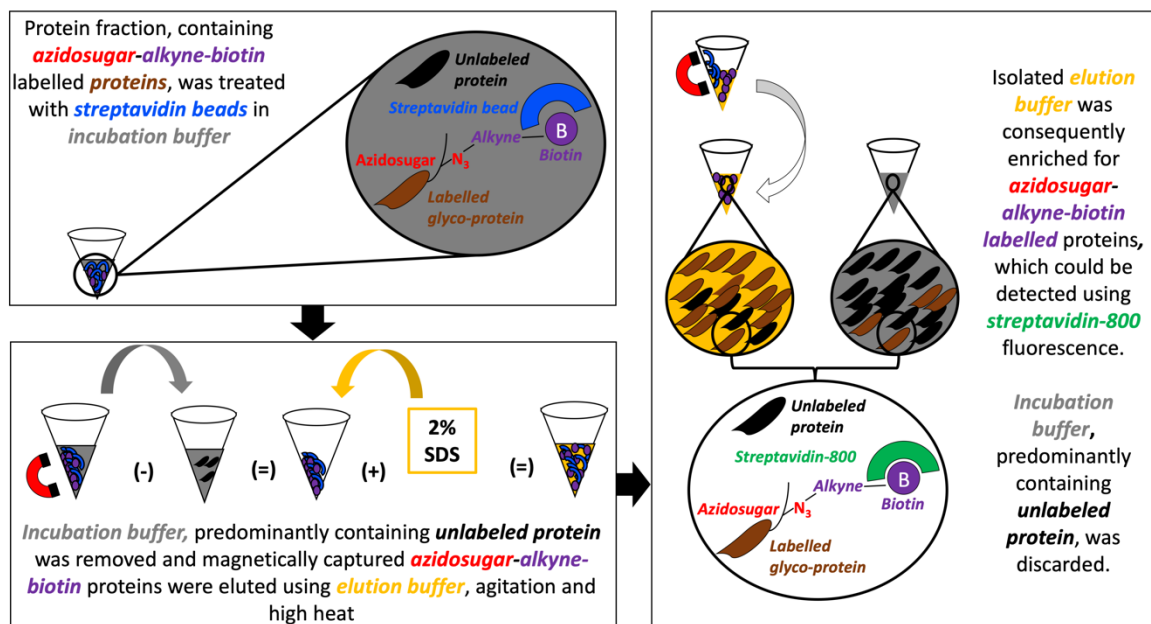 Protein fraction, containing
azidosugar-alkyne-biotin
labelled proteins, was treated
with streptavidin beads in
incubation buffer
Unlabeled
protein
Streptavidin bead
Alkyne
B
Biotin
Azidosugar
N3
Labelled
glyco-protein
(-)
(=)
(+)
2%
SDS
(=)
Incubation buffer, predominantly containing unlabeled protein
was removed and magnetically captured azidosugar-alkyne-
biotin proteins were eluted using elution buffer, agitation and
high heat
Unlabeled
protein
Streptavidin-800
Alkyne
B
Biotin
Azidosugar
N3
Labelled
glyco-protein
Isolated elution
buffer was
consequently
enriched for
azidosugar-
alkyne-biotin
labelled proteins,
which could be
detected using
streptavidin-800
fluorescence.
Incubation
buffer,
predominantly
containing
unlabeled
protein, was
discarded.